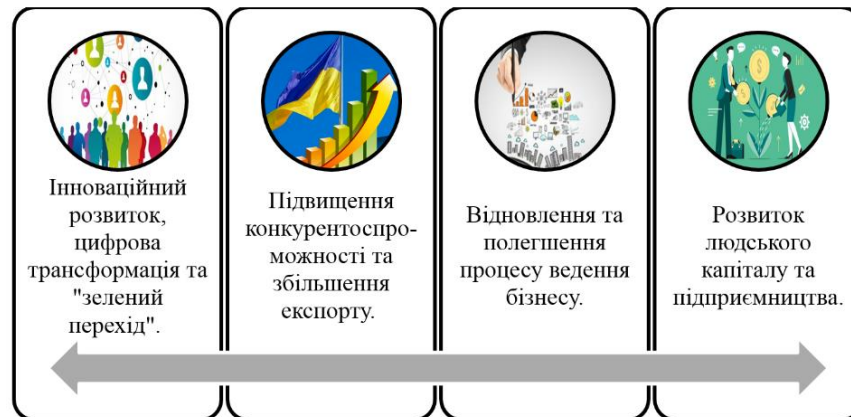 Інноваційний
розвиток,
цифрова
трансформація та
"зелений
перехід".
Підвищення
конкурентоспро-
можності та
збільшення
експорту.
Відновлення та
полегшення
процесу ведення
бізнесу.
Розвиток
людського
капіталу та
підприємництва.